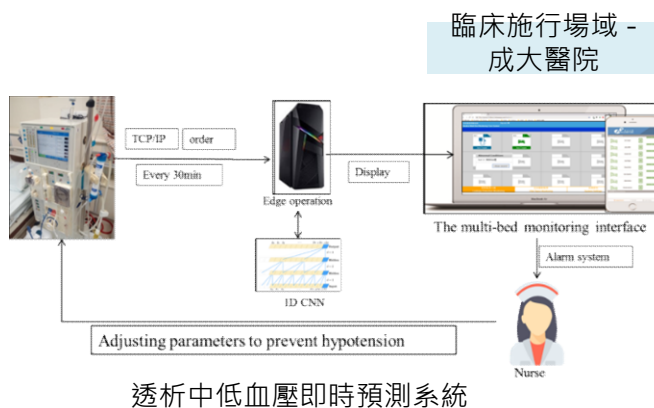 臨床施行場域 -
成大醫院
TCP/IP
order
Every 30min
Edge operation
Display
The multi-bed monitoring interface
1D CNN
Alarm system
Adjusting parameters to prevent hypotension
Nurse
透析中低血壓即時預測系統